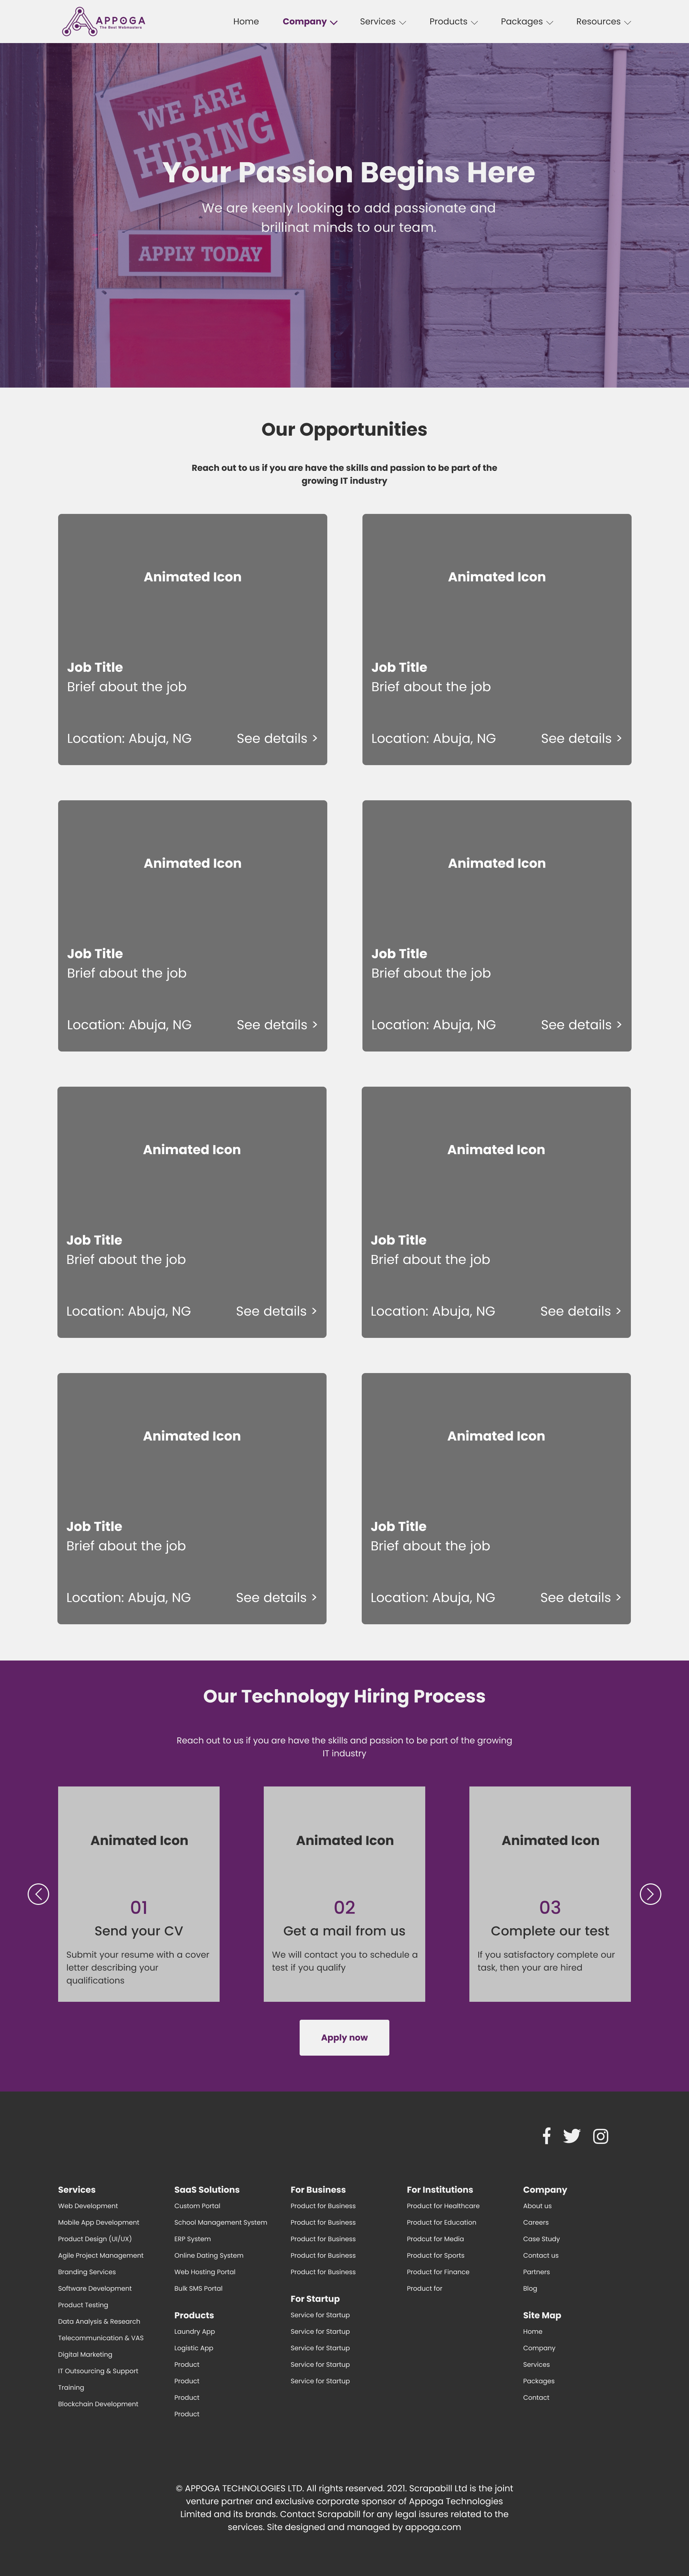 APPOGA
The Best Webmasters
Home
Company
Services
Products
Packages
Resources
WE ARE
HIRING
APPLY TODAY
Your Passion Begins Here
We are keenly looking to add passionate and
brillinat minds to our team.
Our Opportunities
Reach out to us if you are have the skills and passion to be part of the
growing IT industry
Animated Icon
Job Title
Brief about the job
Location: Abuja, NG
See details >
Animated Icon
Job Title
Brief about the job
Location: Abuja, NG
See details >
Animated Icon
Job Title
Brief about the job
Location: Abuja, NG
See details >
Animated Icon
Job Title
Brief about the job
Location: Abuja, NG
See details >
Animated Icon
Job Title
Brief about the job
Location: Abuja, NG
See details >
Animated Icon
Job Title
Brief about the job
Location: Abuja, NG
See details >
Animated Icon
Job Title
Brief about the job
Location: Abuja, NG
See details >
Animated Icon
Job Title
Brief about the job
Location: Abuja, NG
See details >
Our Technology Hiring Process
Reach out to us if you are have the skills and passion to be part of the growing
IT industry
Animated Icon
01
Send your CV
Submit your resume with a cover
letter describing your
qualifications
Animated Icon
02
Get a mail from us
We will contact you to schedule a
test if you qualify
Animated Icon
03
Complete our test
If you satisfactory complete our
task, then your are hired
Apply now
Services
Web Development
Mobile App Development
Product Design (UI/UX)
Agile Project Management
Branding Services
Software Development
Product Testing
Data Analysis & Research
Telecommunication & VAS
Digital Marketing
IT Outsourcing & Support
Training
Blockchain Development
SaaS Solutions
Custom Portal
School Management System
ERP System
Online Dating System
Web Hosting Portal
Bulk SMS Portal
Products
Laundry App
Logistic App
Product
Product
Product
Product
For Business
Product for Business
Product for Business
Product for Business
Product for Business
Product for Business
For Startup
Service for Startup
Service for Startup
Service for Startup
Service for Startup
Service for Startup
For Institutions
Product for Healthcare
Product for Education
Prodcut for Media
Product for Sports
Product for Finance
Product for
Company
About us
Careers
Case Study
Contact us
Partners
Blog
Site Map
Home
Company
Services
Packages
Contact
© APPOGA TECHNOLOGIES LTD. All rights reserved. 2021. Scrapabill Ltd is the joint
venture partner and exclusive corporate sponsor of Appoga Technologies
Limited and its brands. Contact Scrapabill for any legal issures related to the
services. Site designed and managed by appoga.com